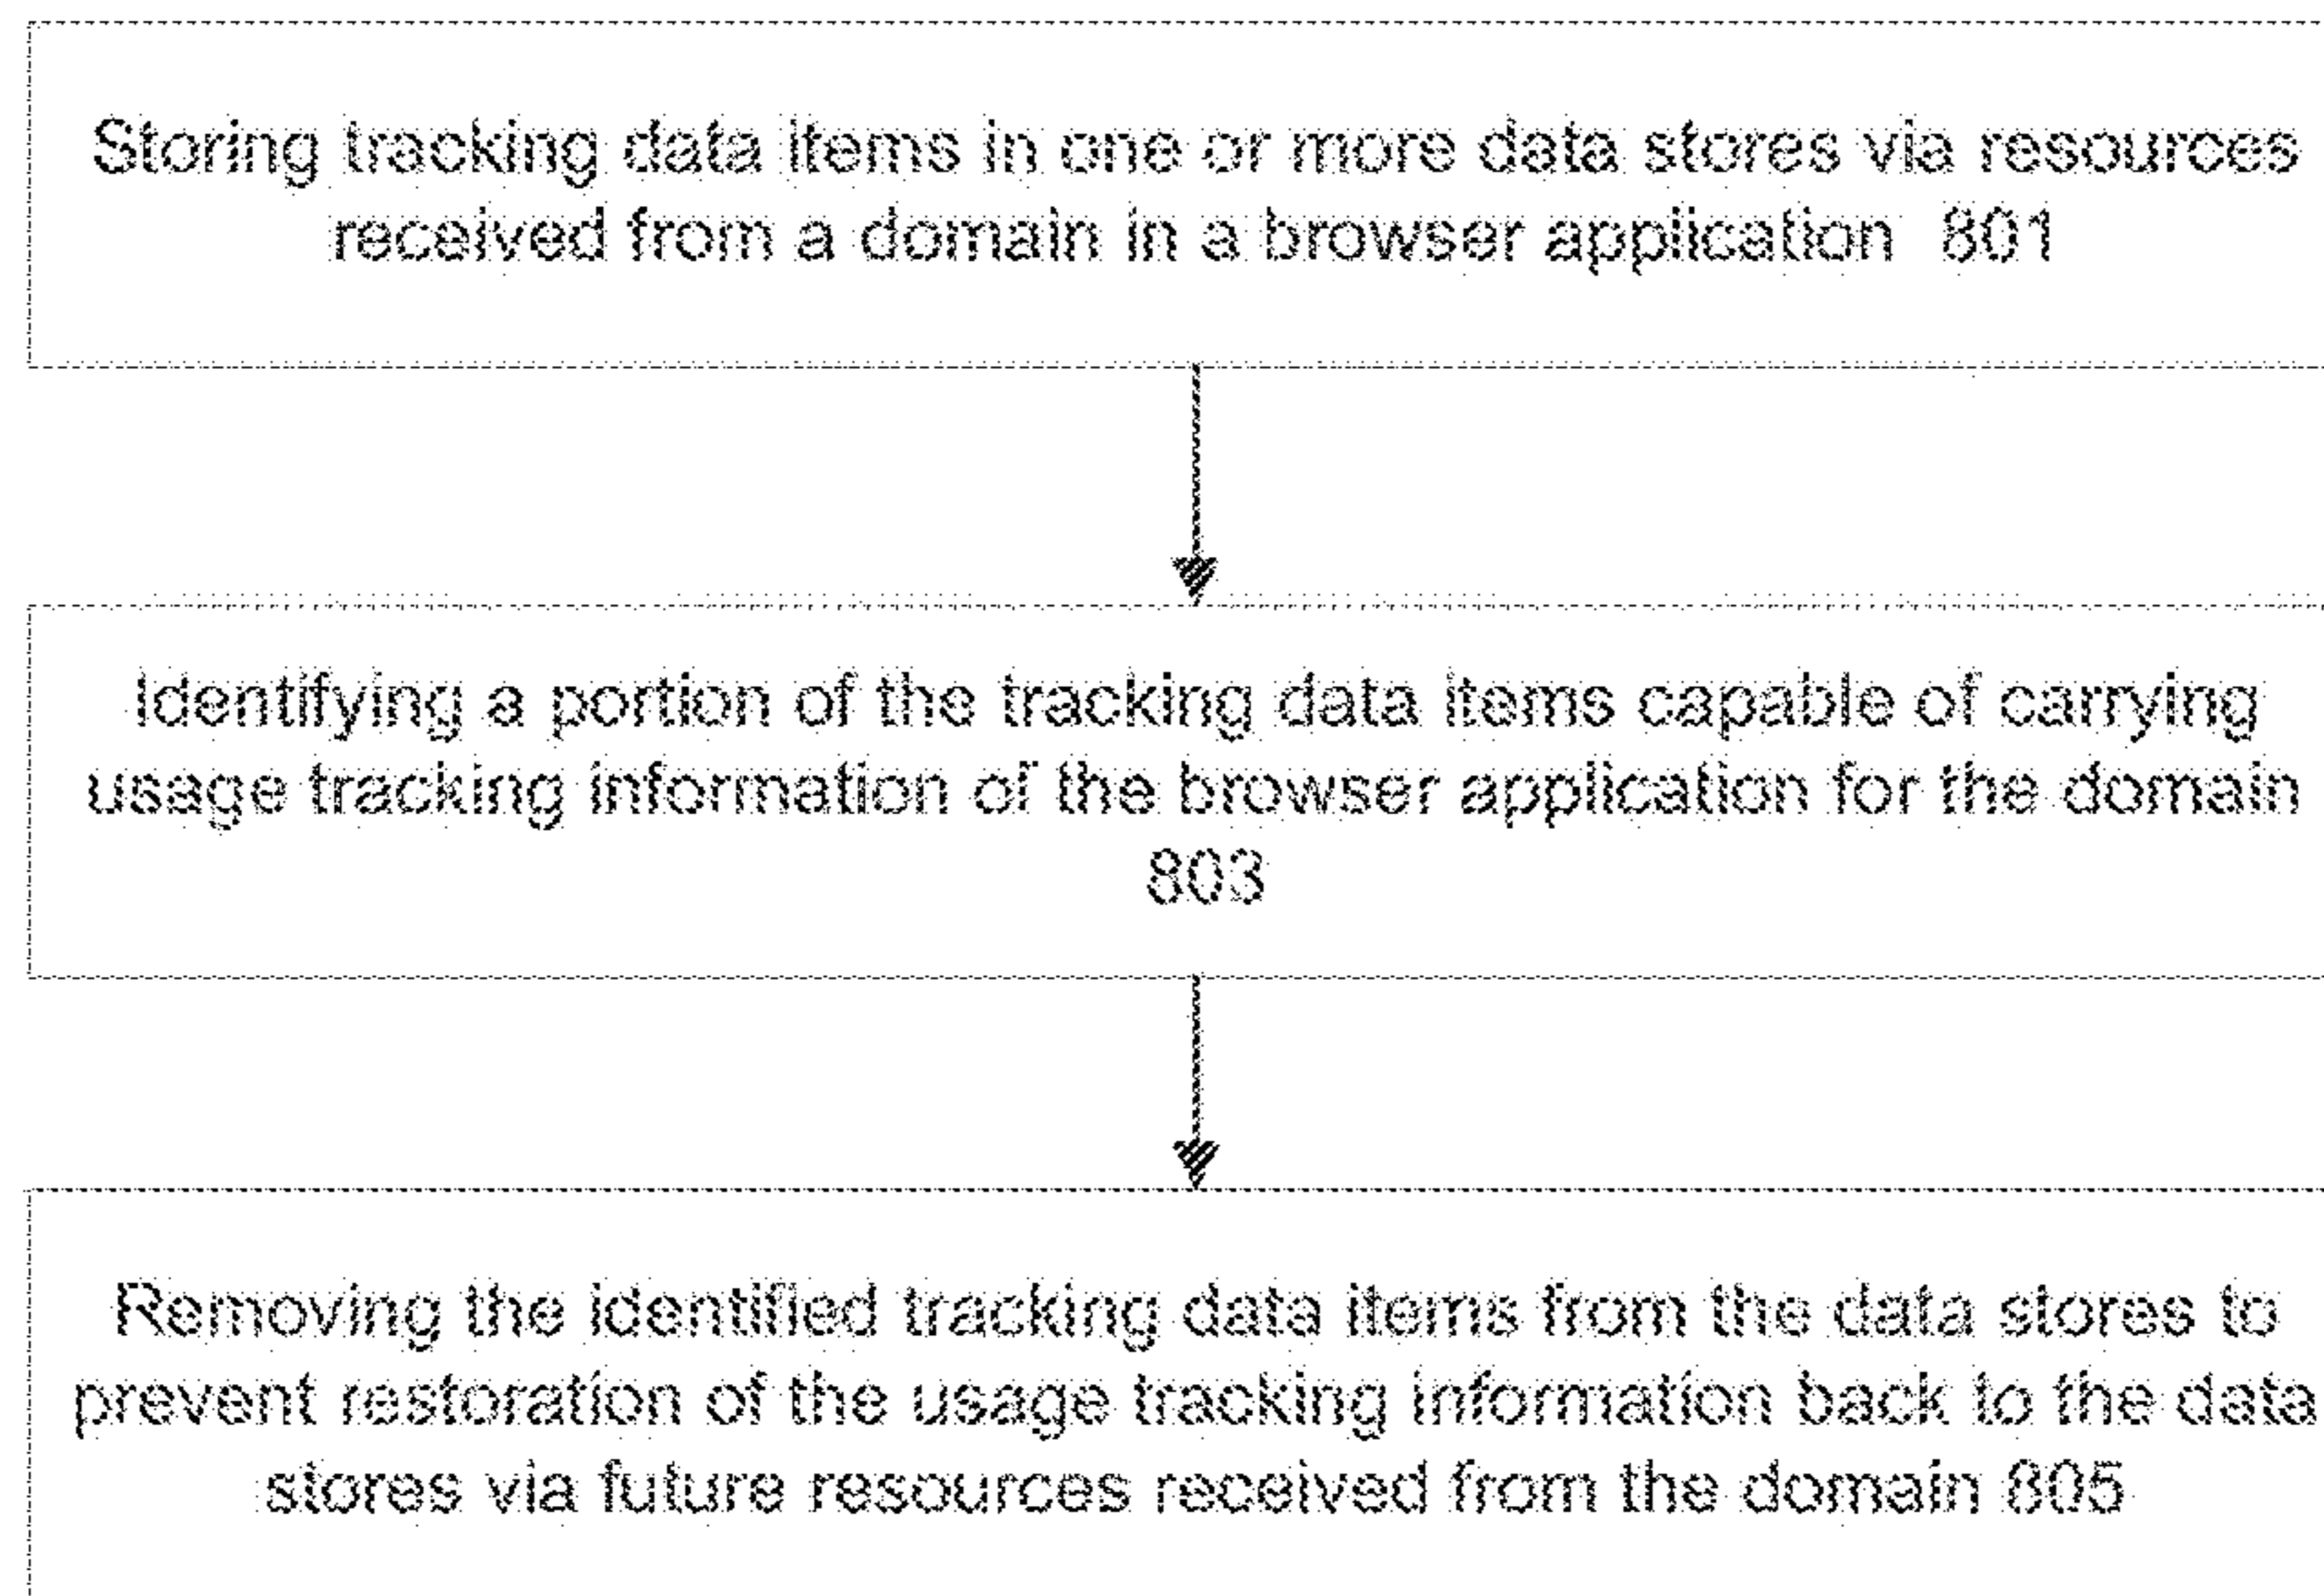 Storing tracking data items in one or more data stores via resources
received from a domain in a browser application 801
Identifying a portion of the tracking data items capable of carrying
usage tracking information of the browser application for the domain
803
Removing the identified tracking data items from the data stores to
prevent restoration of the usage tracking information back to the data
stores via future resources received from the domain 805